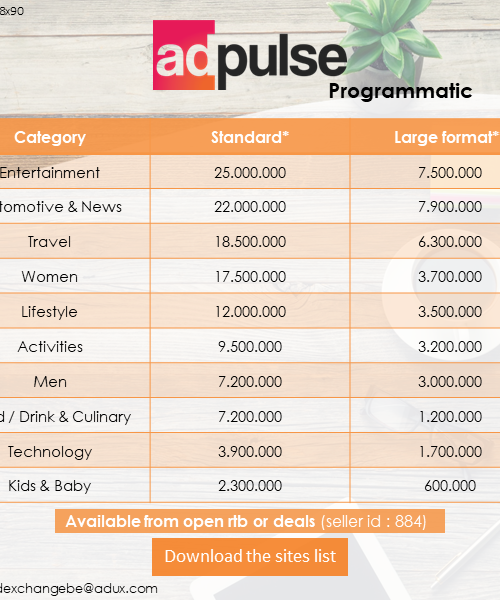 8x90
adpulse
Programmatic
Category Standard* Large format*
Entertainment 25.000.000 7.500.000
tomotive & News 22.000.000 7.900.000
Travel 18.500.000 6.300.000
Women 17.500.000 3.700.000
Lifestyle 12.000.000 3.500.000
Activities 9.500.000 3.200.000
Men 7.200.000 3.000.000
d / Drink & Culinary 7.200.000 1.200.000
Technology 3.900.000 1.700.000
Kids & Baby 2.300.000 600.000
Available from open rtb or deals (seller id : 884)
Download the sites list
dexchangebe@adux.com